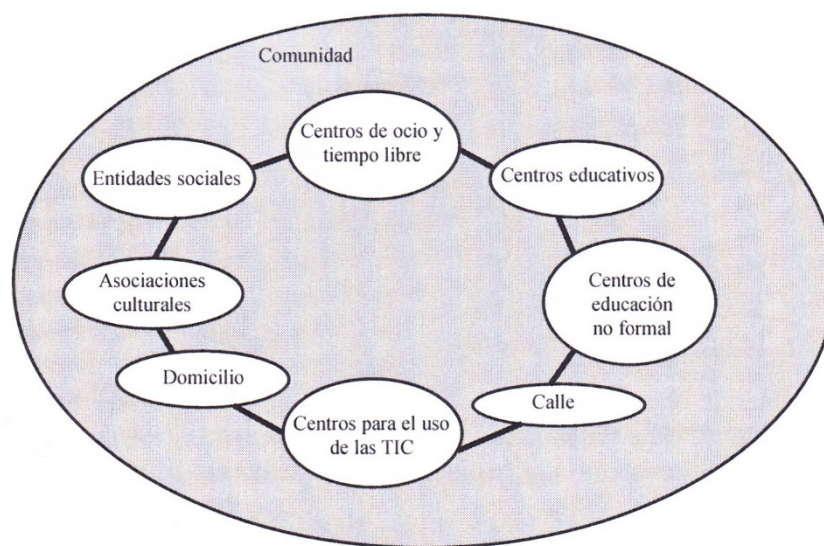 Comunidad
Centros de ocio y
tiempo libre
Entidades sociales
Centros educativos
Asociaciones
culturales
Centros de
educación
no formal
Domicilio
Calle
Centros para el uso
de las TIC